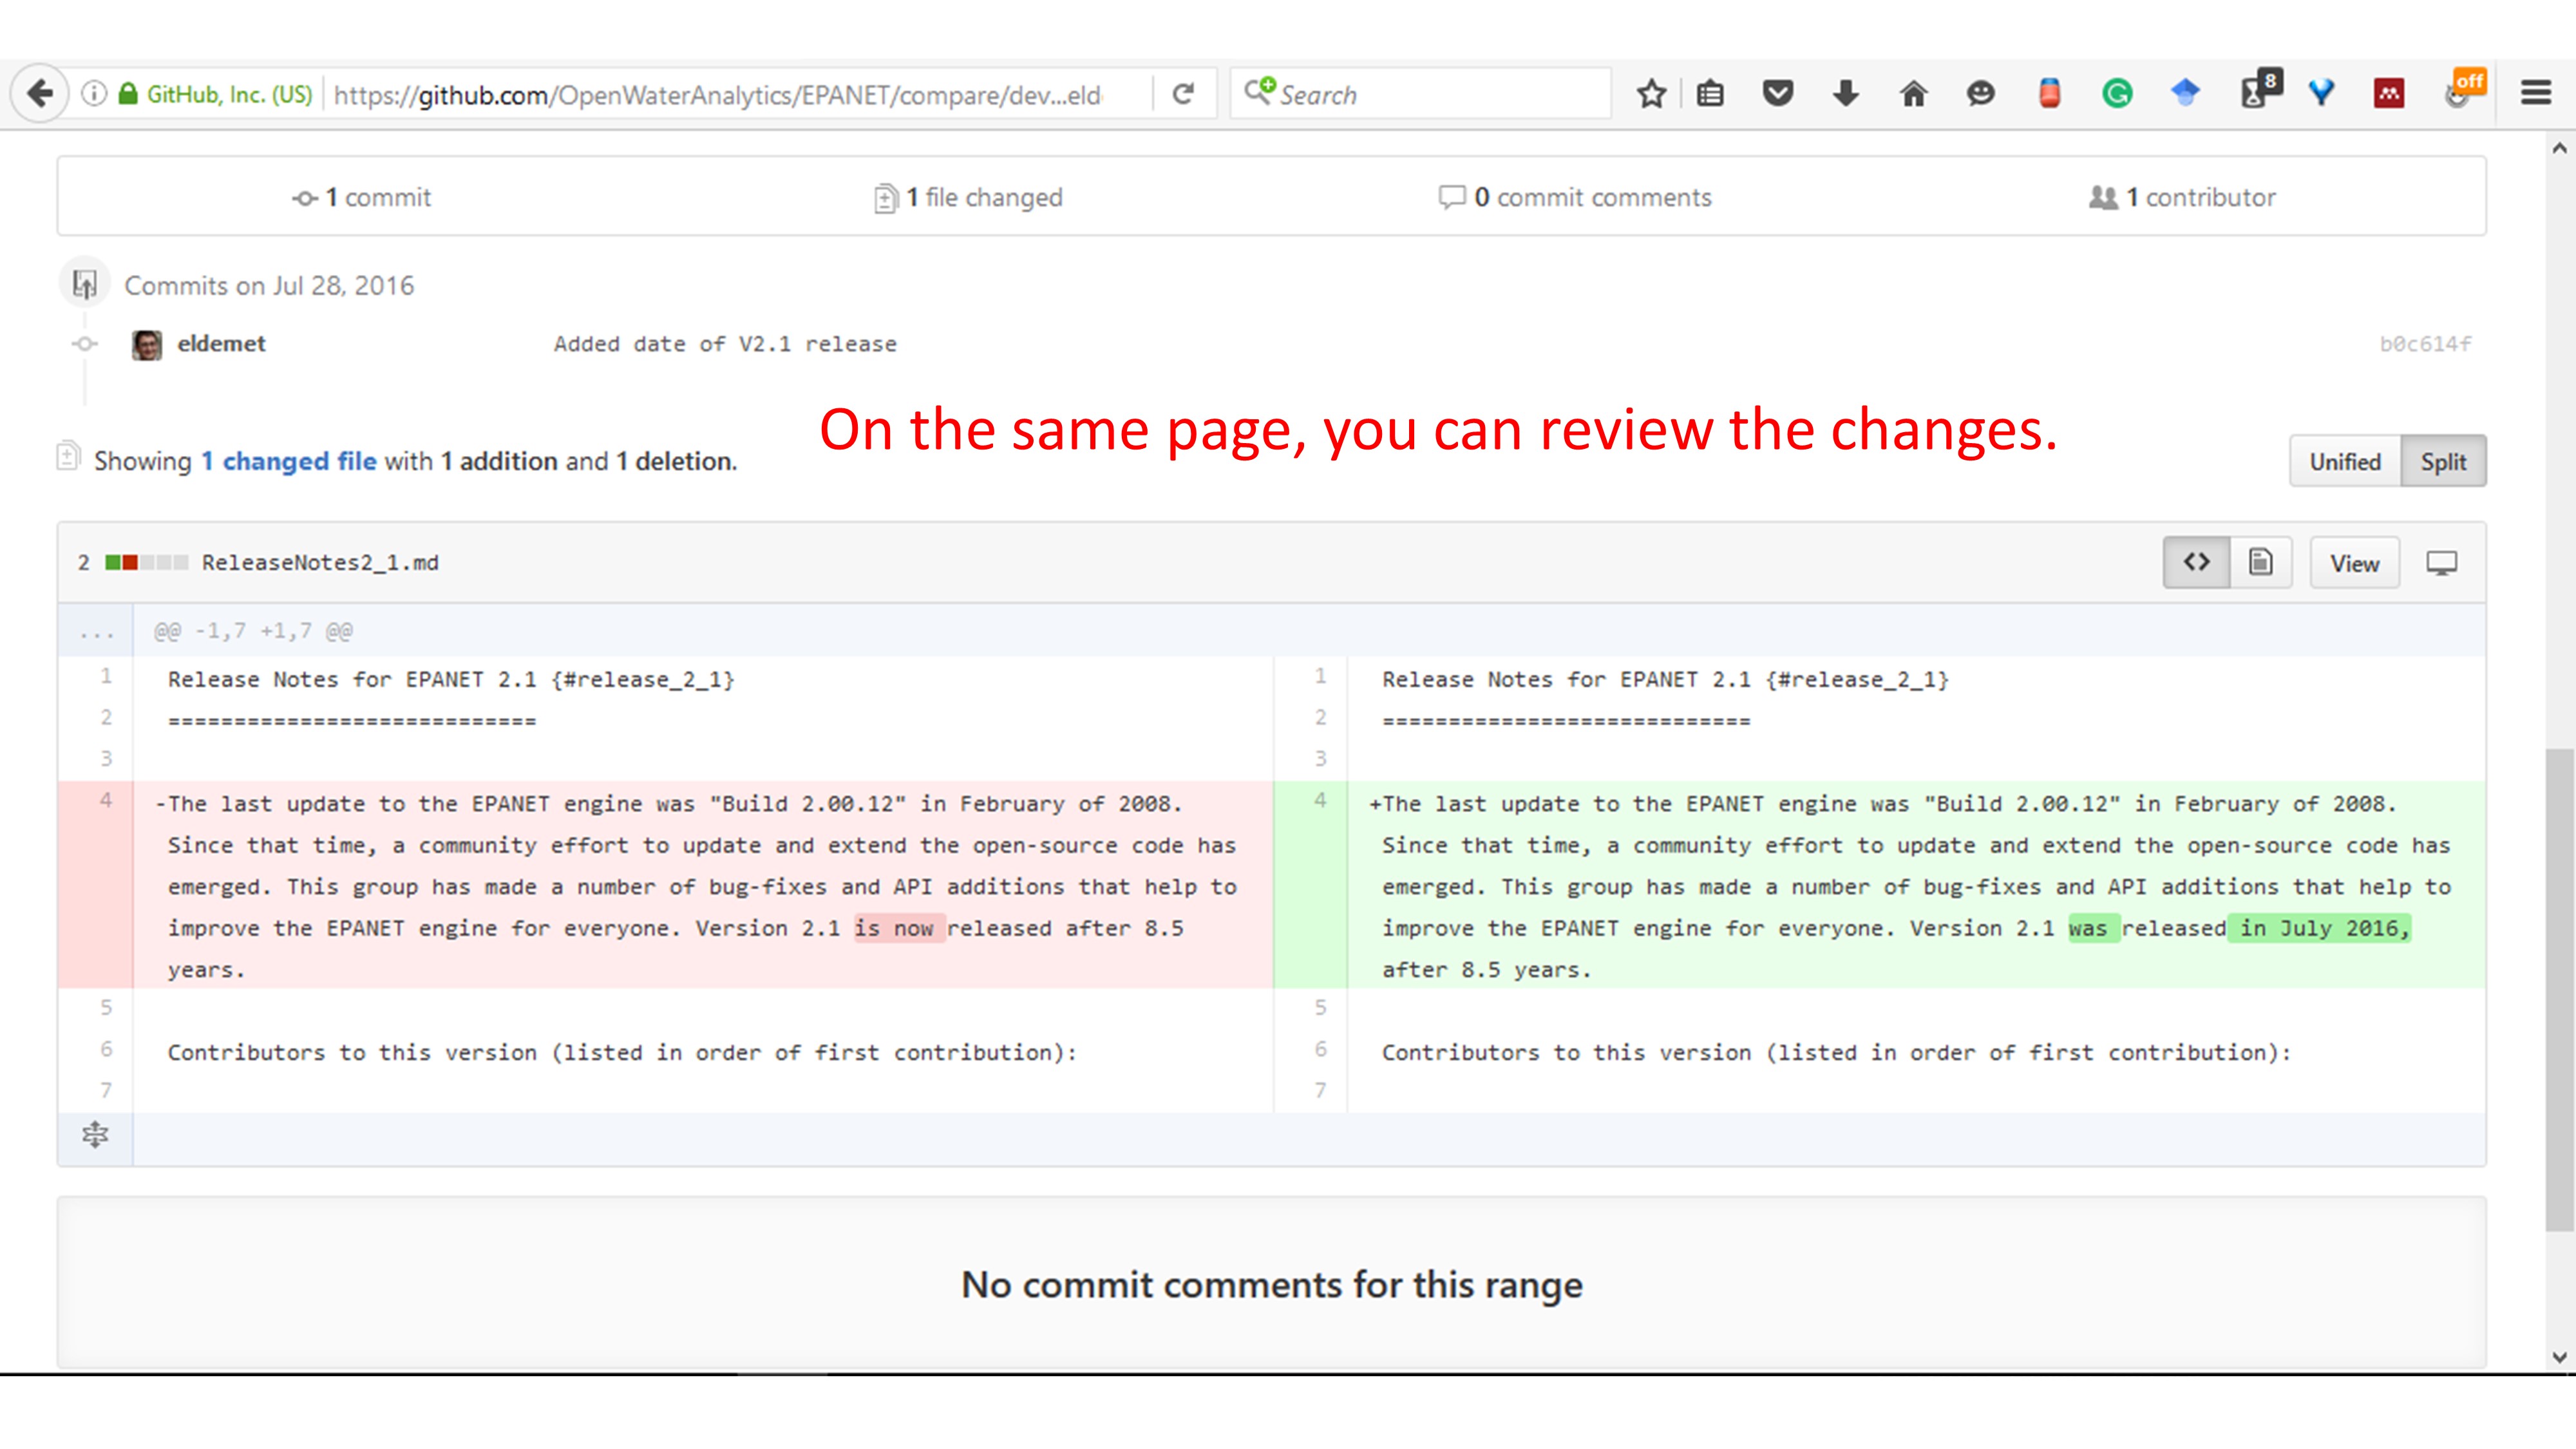 GitHub, Inc. (US) https://github.com/OpenWaterAnalytics/EPANET/compare/dev...eld Search 8 off
1 commit 1 file changed 0 commit comments 1 contributor
Commits on Jul 28, 2016
eldemet Added date of V2.1 release b0c614f
On the same page, you can review the changes.
Showing 1 changed file with 1 addition and 1 deletion. Unified Split
2 ReleaseNotes2_1.md <> View
... @@ -1,7 +1,7 @@
1 Release Notes for EPANET 2.1 {#release_2_1}
2 ============================
3
4 -The last update to the EPANET engine was "Build 2.00.12" in February of 2008.
Since that time, a community effort to update and extend the open-source code has
emerged. This group has made a number of bug-fixes and API additions that help to
improve the EPANET engine for everyone. Version 2.1 is now released after 8.5
years.
5
6 Contributors to this version (listed in order of first contribution):
7
1 Release Notes for EPANET 2.1 {#release_2_1}
2 ============================
3
4 +The last update to the EPANET engine was "Build 2.00.12" in February of 2008.
Since that time, a community effort to update and extend the open-source code has
emerged. This group has made a number of bug-fixes and API additions that help to
improve the EPANET engine for everyone. Version 2.1 was released in July 2016,
after 8.5 years.
5
6 Contributors to this version (listed in order of first contribution):
7
No commit comments for this range